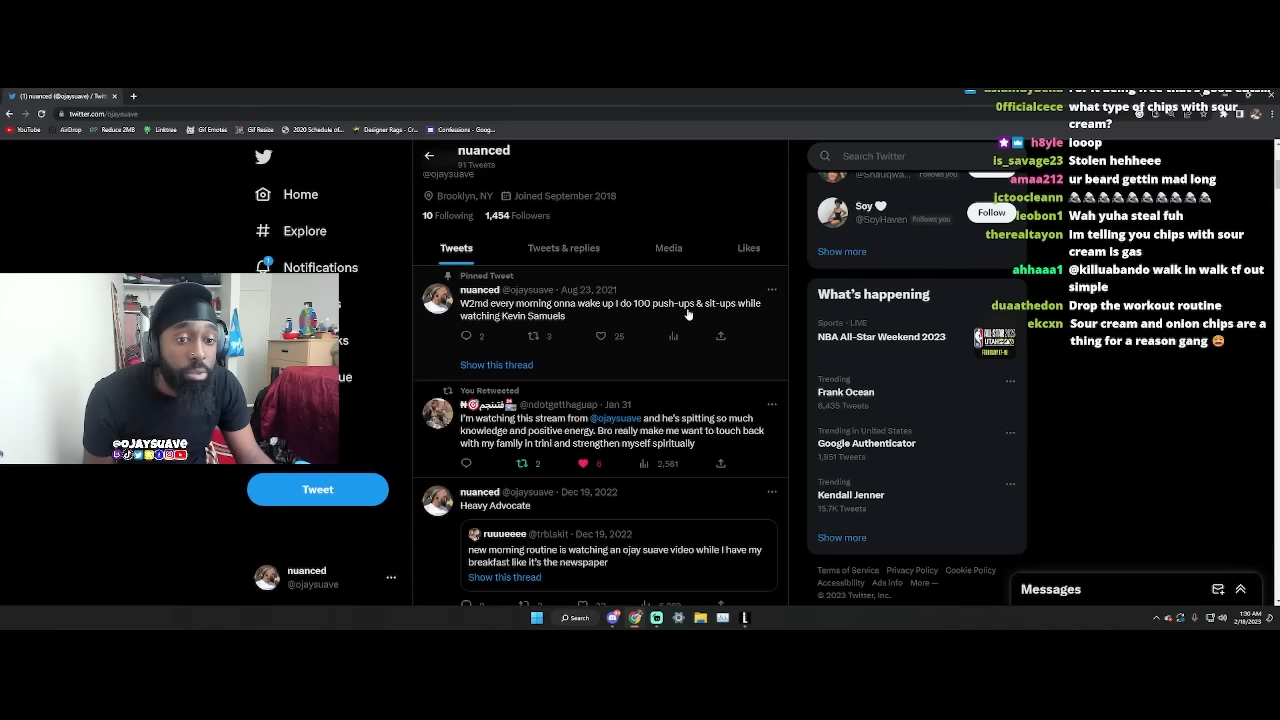 (1) nuanced (@ojaysuave) / Twitt
twitter.com/ojaysuave
YouTube
AirDrop
Reduce 2MB
Linktree
Gif Emotes
Gif Resize
2020 Schedule of...
Designer Rags - Cr...
Confessions - Goog...
Home
Explore
1
Notifications
@OJAYSUAVE
Tweet
nuanced
@ojaysuave
nuanced
91 Tweets
@ojaysuave
Brooklyn, NY Joined September 2018
10 Following 1,454 Followers
Tweets Tweets & replies Media Likes
Pinned Tweet
nuanced @ojaysuave · Aug 23, 2021
W2md every morning onna wake up I do 100 push-ups & sit-ups while
watching Kevin Samuels
2 3 25
Show this thread
You Retweeted
@ndotgetthaguap · Jan 31
I'm watching this stream from @ojaysuave and he's spitting so much
knowledge and positive energy. Bro really make me want to touch back
with my family in trini and strengthen myself spiritually
2 8 2,581
nuanced @ojaysuave · Dec 19, 2022
Heavy Advocate
ruuueeee @trblskit · Dec 19, 2022
new morning routine is watching an ojay suave video while I have my
breakfast like it's the newspaper
Show this thread
Search Twitter
Follows you
Soy 🤍
@SoyHaven Follows you
Follow
Show more
What's happening
Sports · LIVE
NBA All-Star Weekend 2023
Trending
Frank Ocean
6,435 Tweets
Trending in United States
Google Authenticator
1,951 Tweets
Trending
Kendall Jenner
15.7K Tweets
Show more
Terms of Service Privacy Policy Cookie Policy
Accessibility Ads info More ···
© 2023 Twitter, Inc.
Messages
0fficialcece what type of chips with sour
cream?
h8yle looop
is_savage23 Stolen hehheee
amaa212 ur beard gettin mad long
jctoocleann
leobon1 Wah yuha steal fuh
therealtayon Im telling you chips with sour
cream is gas
ahhaaa1 @killuabando walk in walk tf out
simple
duaathedon Drop the workout routine
ekcxn Sour cream and onion chips are a
thing for a reason gang 😩
Search
1:30 AM
2/18/2023